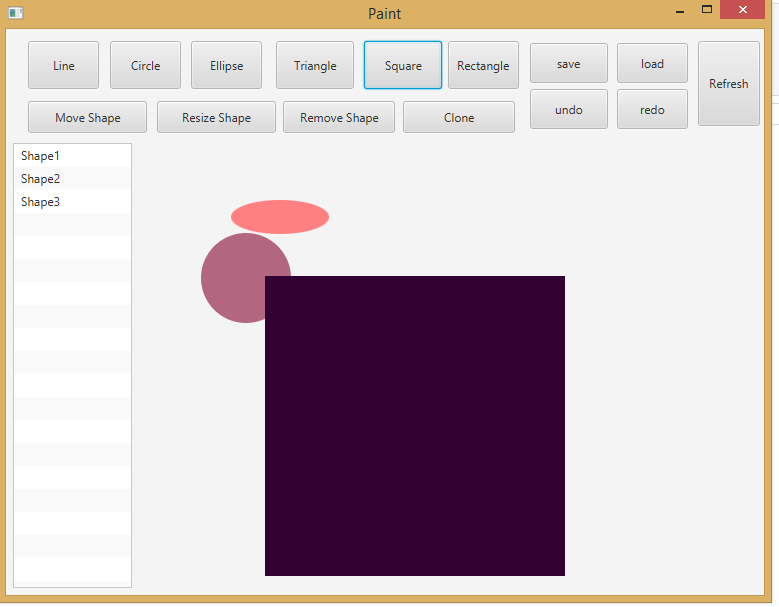 Paint
Line Circle Ellipse Triangle Square Rectangle save load Refresh
undo redo
Move Shape Resize Shape Remove Shape Clone
Shape1
Shape2
Shape3